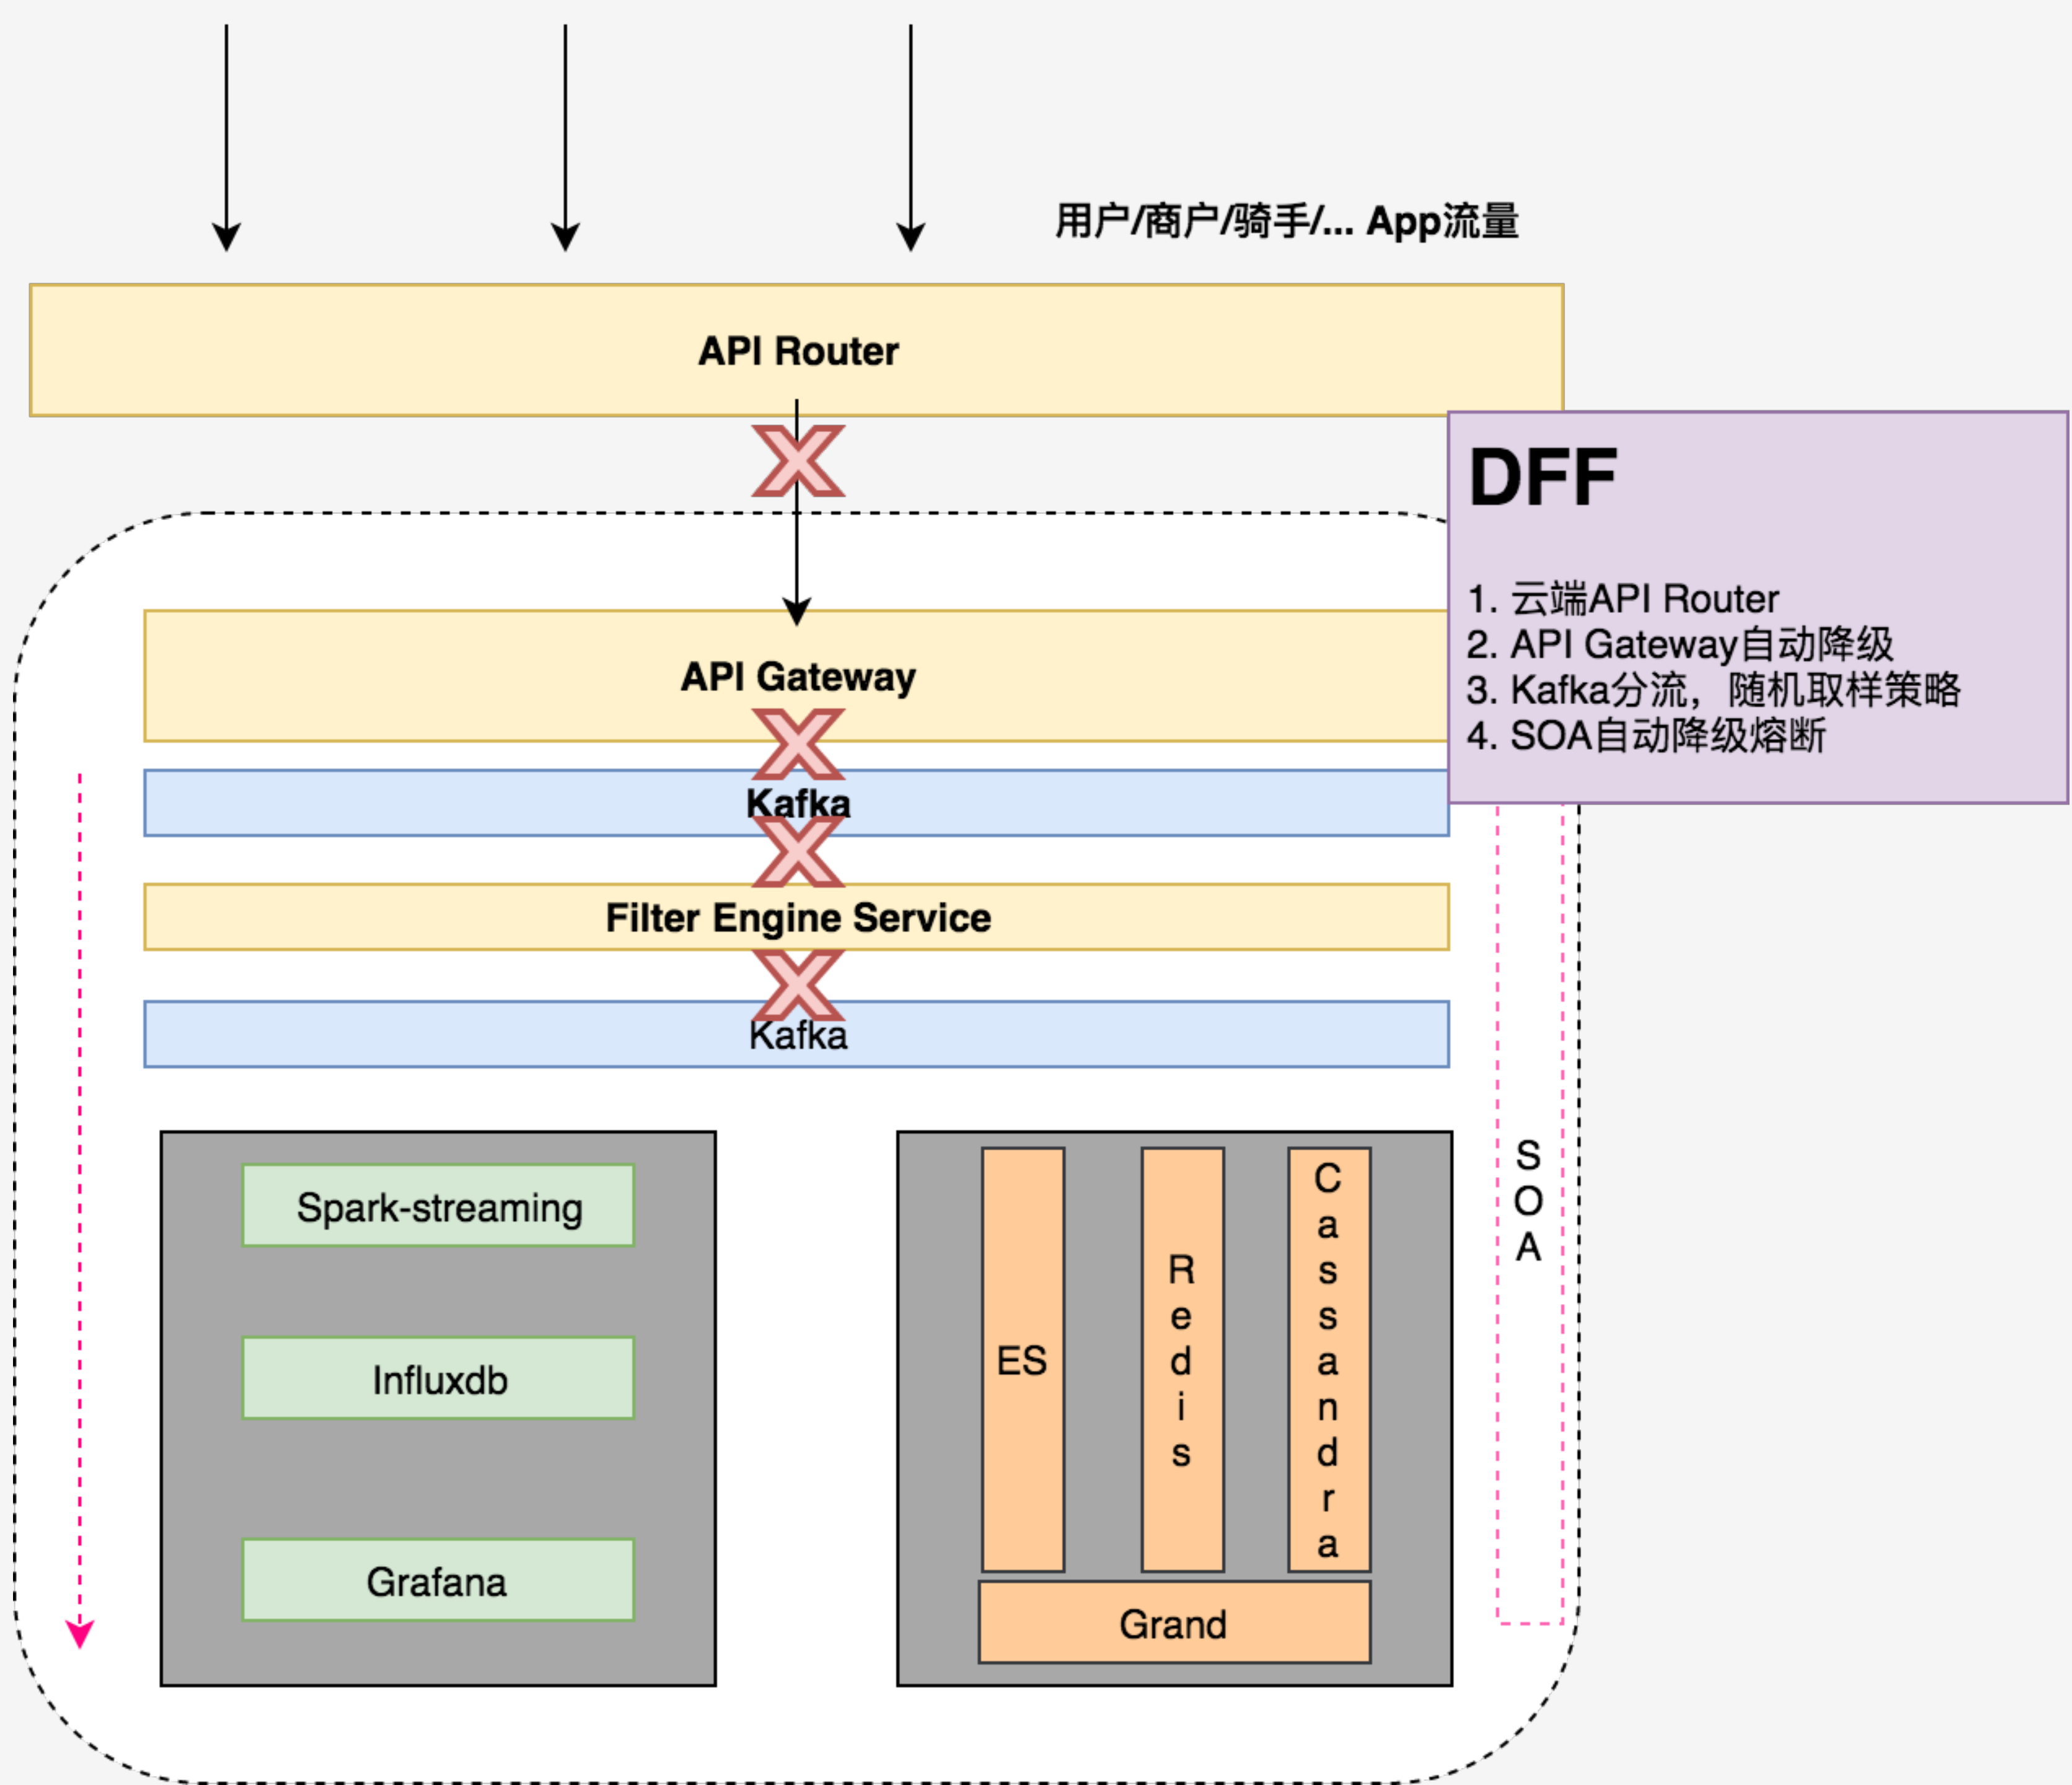 用户/商户/骑手/... App流量
API Router
DFF
1. 云端API Router
2. API Gateway自动降级
3. Kafka分流，随机取样策略
4. SOA自动降级熔断
API Gateway
Kafka
Filter Engine Service
Kafka
Spark-streaming
Influxdb
Grafana
ES
Redis
Cassandra
Grand
SOA